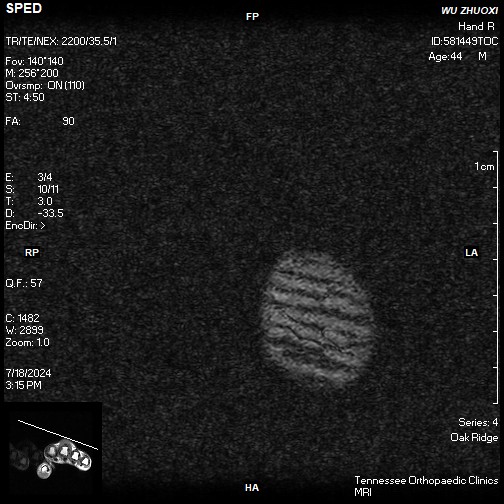 SPED
FP
WU ZHUOXI
Hand R
TR/TE/NEX: 2200/35.5/1
ID:581449TOC
Age:44 M
Fov: 140*140
M: 256*200
Ovrsmp: ON (110)
ST: 4:50
FA: 90
1cm
E: 3/4
S: 10/11
T: 3.0
D: -33.5
EncDir: >
RP
LA
Q.F.: 57
C: 1482
W: 2899
Zoom: 1.0
7/18/2024
3:15 PM
Series: 4
Oak Ridge
HA
Tennessee Orthopaedic Clinics
MRI